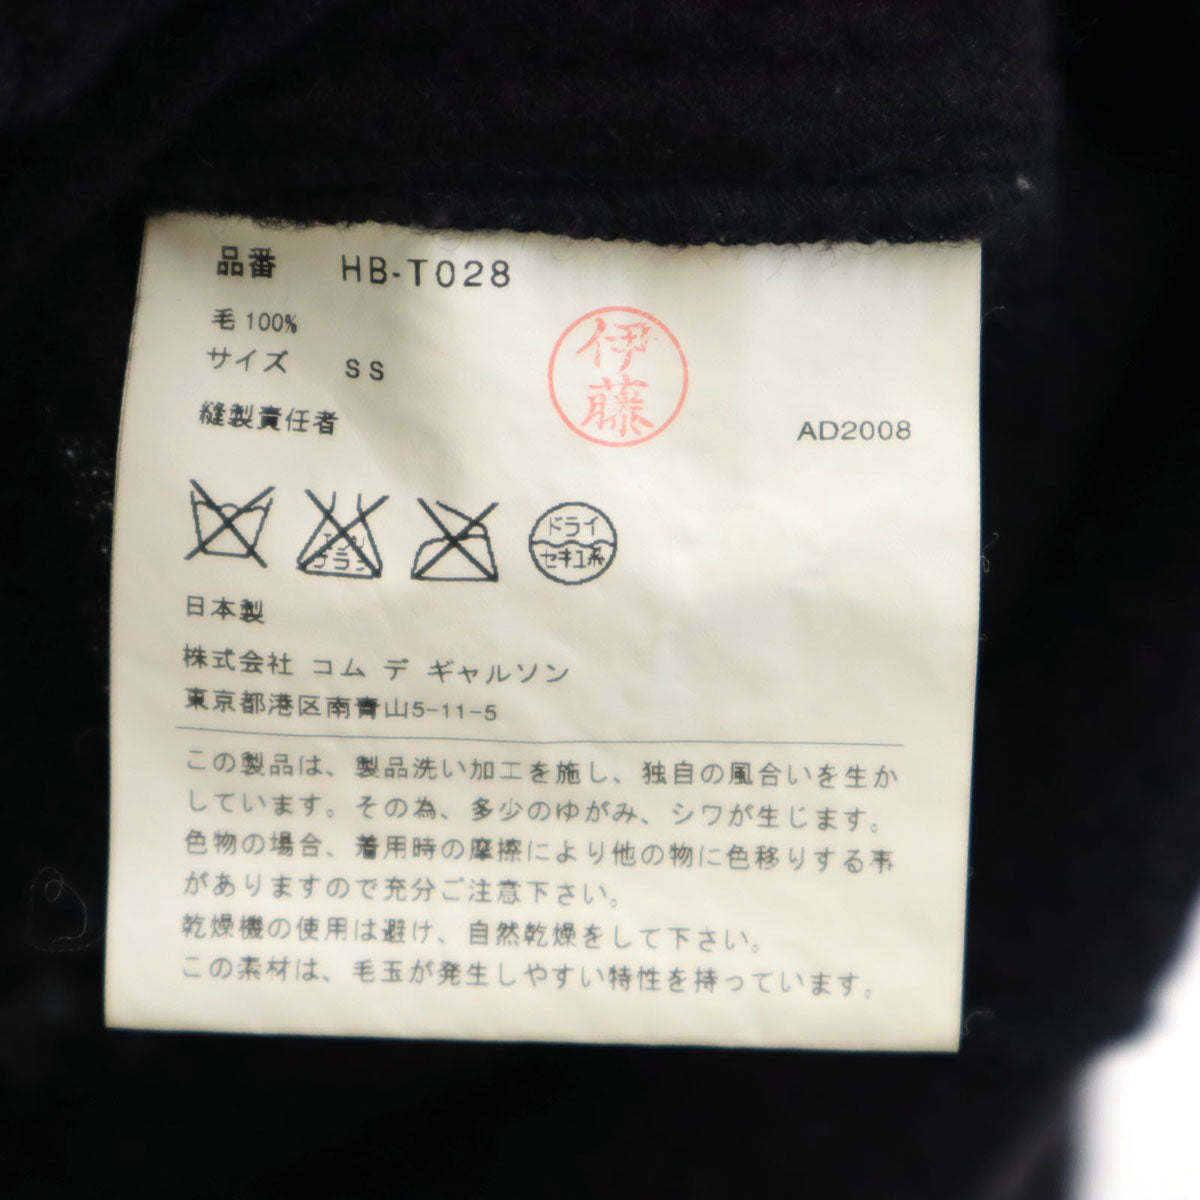 品番 HB-T028
毛 100%
サイズ SS
伊藤
縫製責任者
AD2008
エンソ
ブラ
ドライ
セキユ系
日本製
株式会社 コム デ ギャルソン
東京都港区南青山5-11-5
この製品は、製品洗い加工を施し、独自の風合いを生か
しています。その為、多少のゆがみ、シワが生じます。
色物の場合、着用時の摩擦により他の物に色移りする事
がありますので充分ご注意下さい。
乾燥機の使用は避け、自然乾燥をして下さい。
この素材は、毛玉が発生しやすい特性を持っています。